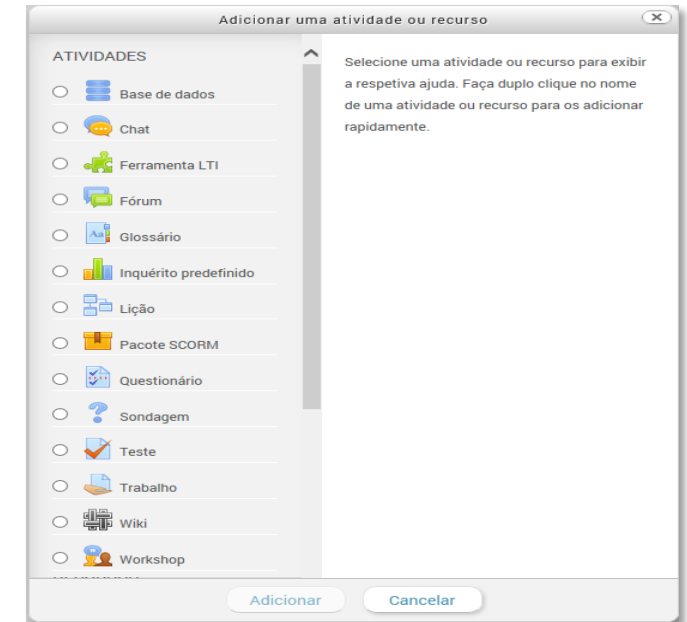 Adicionar uma atividade ou recurso
ATIVIDADES
Base de dados
Chat
Ferramenta LTI
Fórum
Aa
Glossário
Inquérito predefinido
Lição
Pacote SCORM
Questionário
Sondagem
Teste
Trabalho
Wiki
Workshop
Selecione uma atividade ou recurso para exibir
a respetiva ajuda. Faça duplo clique no nome
de uma atividade ou recurso para os adicionar
rapidamente.
Adicionar
Cancelar